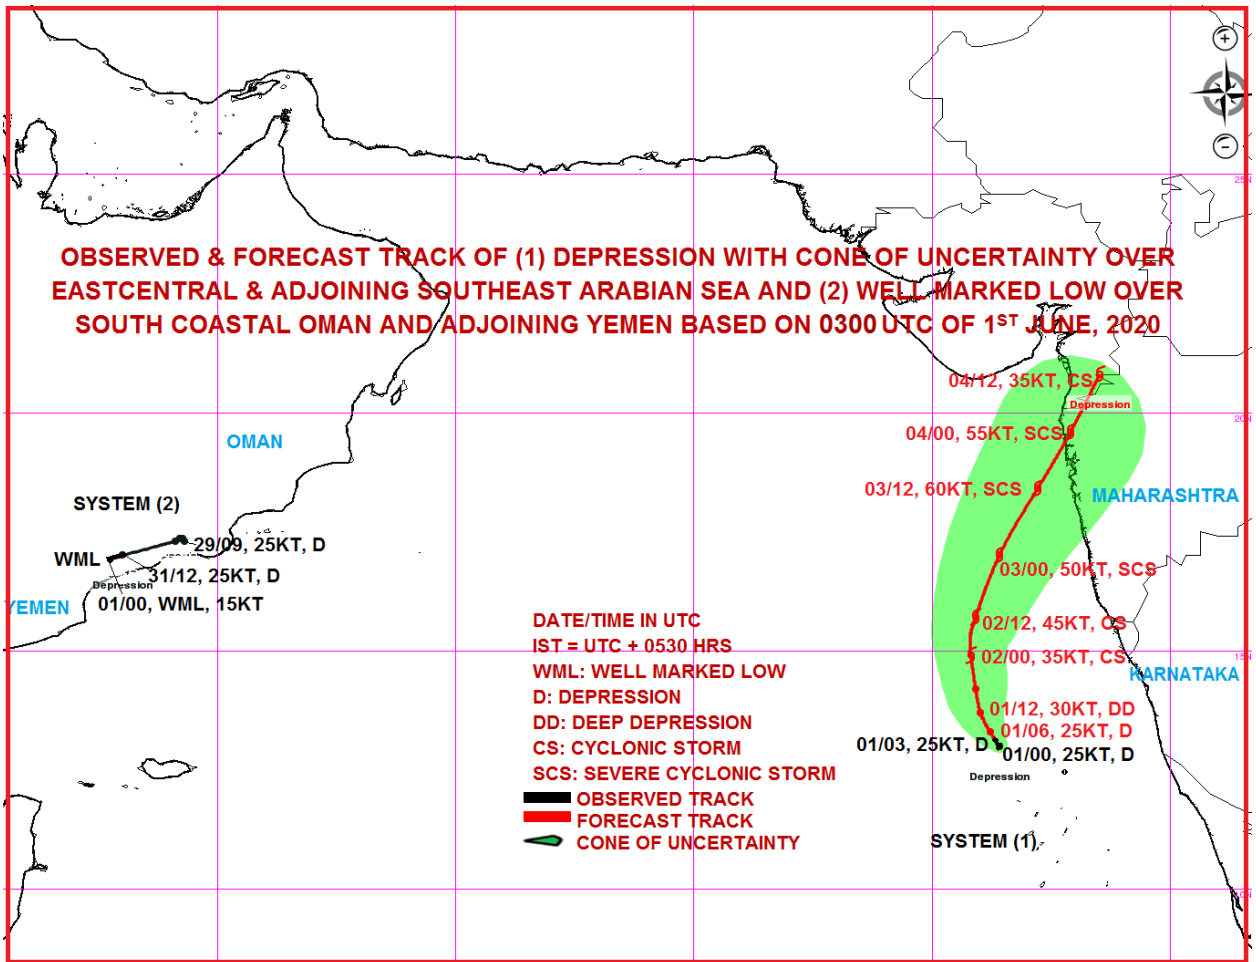 25N
OBSERVED & FORECAST TRACK OF (1) DEPRESSION WITH CONE OF UNCERTAINTY OVER
EASTCENTRAL & ADJOINING SOUTHEAST ARABIAN SEA AND (2) WELL MARKED LOW OVER
SOUTH COASTAL OMAN AND ADJOINING YEMEN BASED ON 0300 UTC OF 1ST JUNE, 2020
04/12, 35KT, CS
Depression
20N
04/00, 55KT, SCS
OMAN
03/12, 60KT, SCS
MAHARASHTRA
SYSTEM (2)
29/09, 25KT, D
WML
31/12, 25KT, D
Depression
01/00, WML, 15KT
YEMEN
03/00, 50KT, SCS
02/12, 45KT, CS
15N
02/00, 35KT, CS
KARNATAKA
01/12, 30KT, DD
01/06, 25KT, D
01/03, 25KT, D
01/00, 25KT, D
Depression
DATE/TIME IN UTC
IST = UTC + 0530 HRS
WML: WELL MARKED LOW
D: DEPRESSION
DD: DEEP DEPRESSION
CS: CYCLONIC STORM
SCS: SEVERE CYCLONIC STORM
OBSERVED TRACK
FORECAST TRACK
CONE OF UNCERTAINTY
SYSTEM (1)
10N